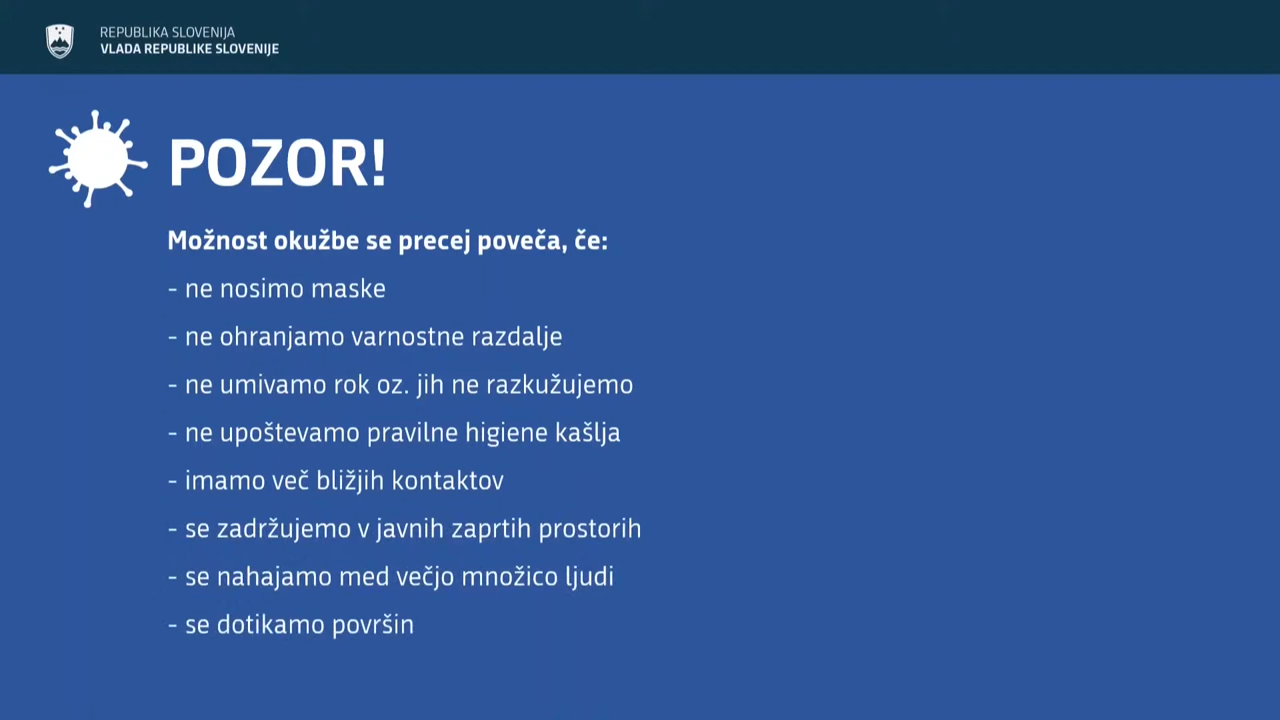 REPUBLIKA SLOVENIJA
VLADA REPUBLIKE SLOVENIJE
POZOR!
Možnost okužbe se precej poveča, če:
- ne nosimo maske
- ne ohranjamo varnostne razdalje
- ne umivamo rok oz. jih ne razkužujemo
- ne upoštevamo pravilne higiene kašlja
- imamo več bližjih kontaktov
- se zadržujemo v javnih zaprtih prostorih
- se nahajamo med večjo množico ljudi
- se dotikamo površin